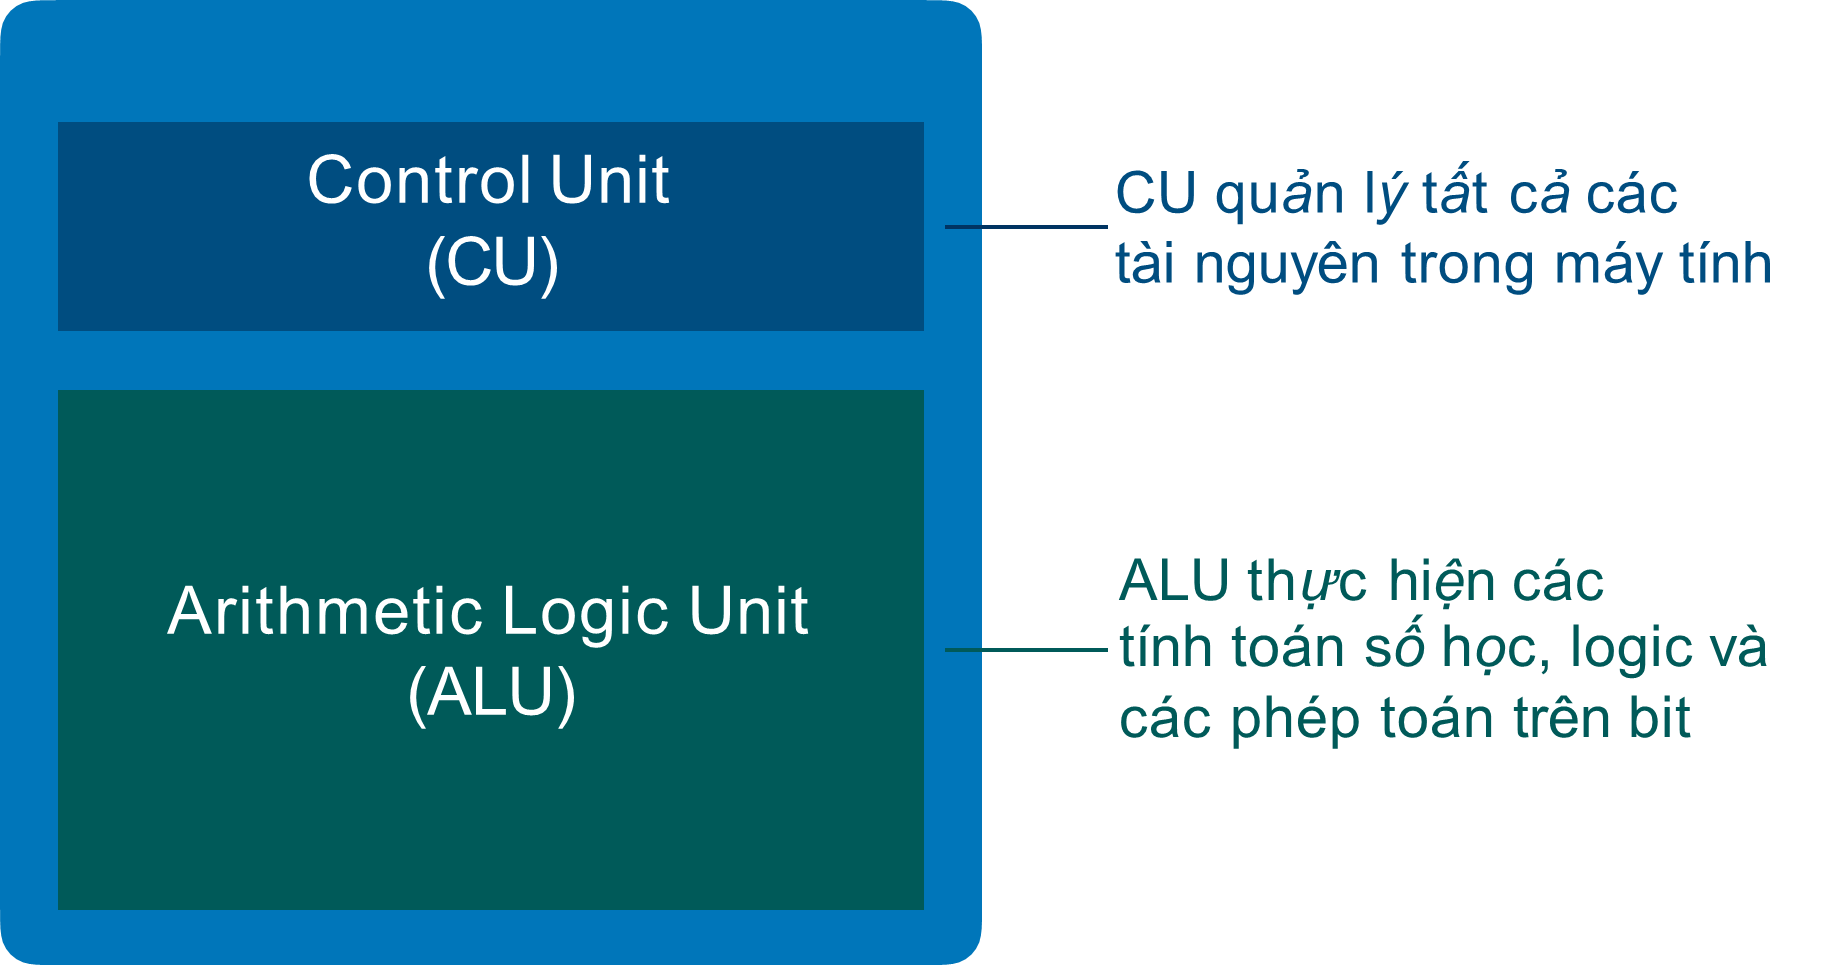 Control Unit
(CU)
CU quản lý tất cả các
tài nguyên trong máy tính
Arithmetic Logic Unit
(ALU)
ALU thực hiện các
tính toán số học, logic và
các phép toán trên bit